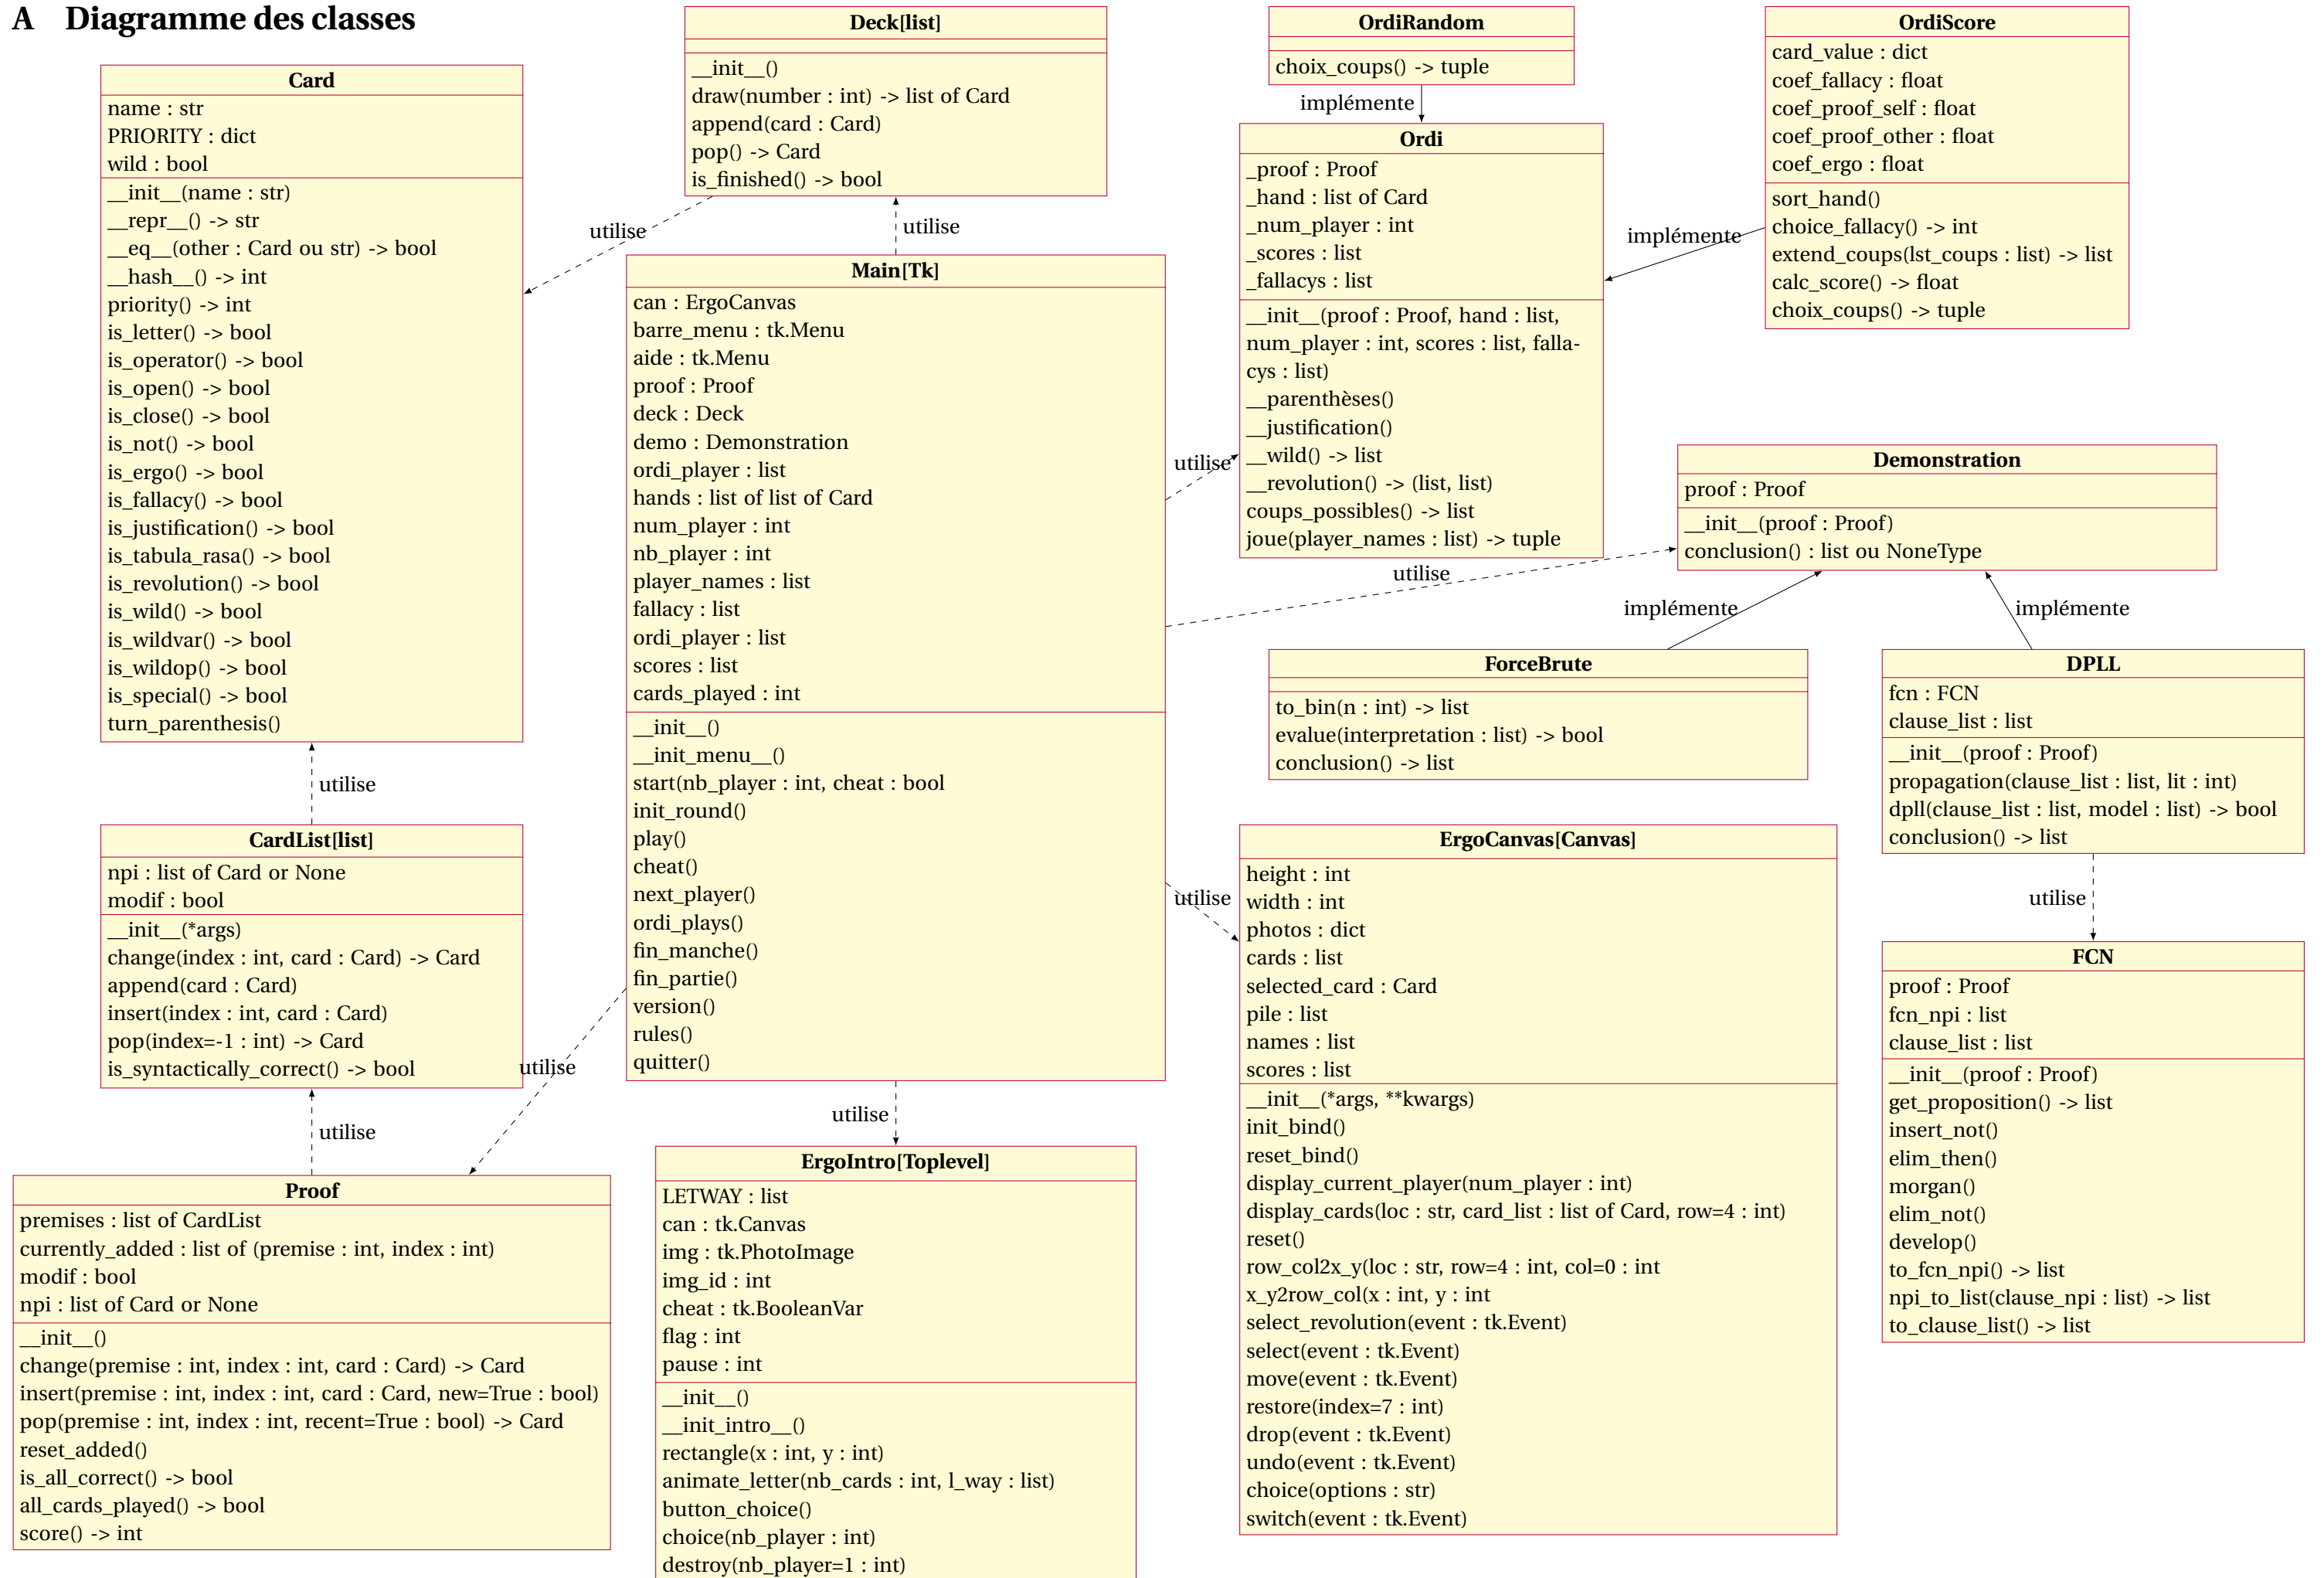 A Diagramme des classes
Card
name : str
PRIORITY : dict
wild : bool
__init__(name : str)
__repr__() -> str
__eq__(other : Card ou str) -> bool
__hash__() -> int
priority() -> int
is_letter() -> bool
is_operator() -> bool
is_open() -> bool
is_close() -> bool
is_not() -> bool
is_ergo() -> bool
is_fallacy() -> bool
is_justification() -> bool
is_tabula_rasa() -> bool
is_revolution() -> bool
is_wild() -> bool
is_wildvar() -> bool
is_wildop() -> bool
is_special() -> bool
turn_parenthesis()
utilise
CardList[list]
npi : list of Card or None
modif : bool
__init__(*args)
change(index : int, card : Card) -> Card
append(card : Card)
insert(index : int, card : Card)
pop(index=-1 : int) -> Card
is_syntactically_correct() -> bool
utilise
Proof
premises : list of CardList
currently_added : list of (premise : int, index : int)
modif : bool
npi : list of Card or None
__init__()
change(premise : int, index : int, card : Card) -> Card
insert(premise : int, index : int, card : Card, new=True : bool)
pop(premise : int, index : int, recent=True : bool) -> Card
reset_added()
is_all_correct() -> bool
all_cards_played() -> bool
score() -> int
Deck[list]
__init__()
draw(number : int) -> list of Card
append(card : Card)
pop() -> Card
is_finished() -> bool
utilise
utilise
Main[Tk]
can : ErgoCanvas
barre_menu : tk.Menu
aide : tk.Menu
proof : Proof
deck : Deck
demo : Demonstration
ordi_player : list
hands : list of list of Card
num_player : int
nb_player : int
player_names : list
fallacy : list
ordi_player : list
scores : list
cards_played : int
__init__()
__init_menu__()
start(nb_player : int, cheat : bool
init_round()
play()
cheat()
next_player()
ordi_plays()
fin_manche()
fin_partie()
version()
rules()
quitter()
utilise
utilise
ErgoIntro[Toplevel]
LETWAY : list
can : tk.Canvas
img : tk.PhotoImage
img_id : int
cheat : tk.BooleanVar
flag : int
pause : int
__init__()
__init_intro__()
rectangle(x : int, y : int)
animate_letter(nb_cards : int, l_way : list)
button_choice()
choice(nb_player : int)
destroy(nb_player=1 : int)
OrdiRandom
choix_coups() -> tuple
implémente
Ordi
_proof : Proof
_hand : list of Card
_num_player : int
_scores : list
_fallacys : list
__init__(proof : Proof, hand : list,
num_player : int, scores : list, falla-
cys : list)
__parenthèses()
__justification()
__wild() -> list
__revolution() -> (list, list)
coups_possibles() -> list
joue(player_names : list) -> tuple
utilise
OrdiScore
card_value : dict
coef_fallacy : float
coef_proof_self : float
coef_proof_other : float
coef_ergo : float
sort_hand()
choice_fallacy() -> int
extend_coups(lst_coups : list) -> list
calc_score() -> float
choix_coups() -> tuple
implémente
Demonstration
proof : Proof
__init__(proof : Proof)
conclusion() : list ou NoneType
utilise
implémente
implémente
ForceBrute
to_bin(n : int) -> list
evalue(interpretation : list) -> bool
conclusion() -> list
DPLL
fcn : FCN
clause_list : list
__init__(proof : Proof)
propagation(clause_list : list, lit : int)
dpll(clause_list : list, model : list) -> bool
conclusion() -> list
utilise
FCN
proof : Proof
fcn_npi : list
clause_list : list
__init__(proof : Proof)
get_proposition() -> list
insert_not()
elim_then()
morgan()
elim_not()
develop()
to_fcn_npi() -> list
npi_to_list(clause_npi : list) -> list
to_clause_list() -> list
utilise
ErgoCanvas[Canvas]
height : int
width : int
photos : dict
cards : list
selected_card : Card
pile : list
names : list
scores : list
__init__(*args, **kwargs)
init_bind()
reset_bind()
display_current_player(num_player : int)
display_cards(loc : str, card_list : list of Card, row=4 : int)
reset()
row_col2x_y(loc : str, row=4 : int, col=0 : int
x_y2row_col(x : int, y : int
select_revolution(event : tk.Event)
select(event : tk.Event)
move(event : tk.Event)
restore(index=7 : int)
drop(event : tk.Event)
undo(event : tk.Event)
choice(options : str)
switch(event : tk.Event)